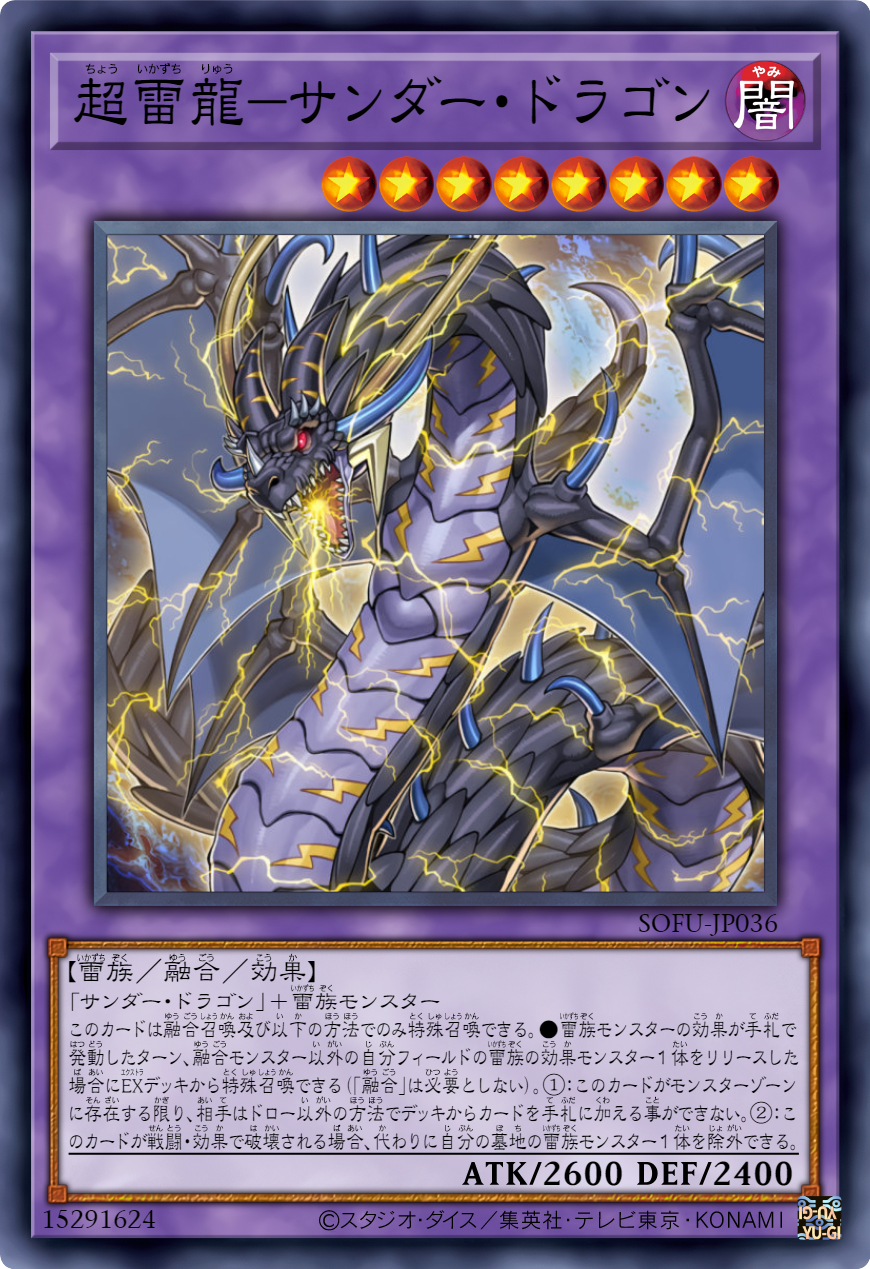 超雷龍－サンダー・ドラゴン
闇
SOFU-JP036
【雷族／融合／効果】
「サンダー・ドラゴン」＋雷族モンスター
このカードは融合召喚及び以下の方法でのみ特殊召喚できる。●雷族モンスターの効果が手札で
発動したターン、融合モンスター以外の自分フィールドの雷族の効果モンスター１体をリリースした
場合にEXデッキから特殊召喚できる（「融合」は必要としない）。①：このカードがモンスターゾーン
に存在する限り、相手はドロー以外の方法でデッキからカードを手札に加える事ができない。②：こ
のカードが戦闘・効果で破壊される場合、代わりに自分の墓地の雷族モンスター１体を除外できる。
ATK/2600 DEF/2400
15291624
©スタジオ・ダイス／集英社・テレビ東京・KONAMI
YU-GI